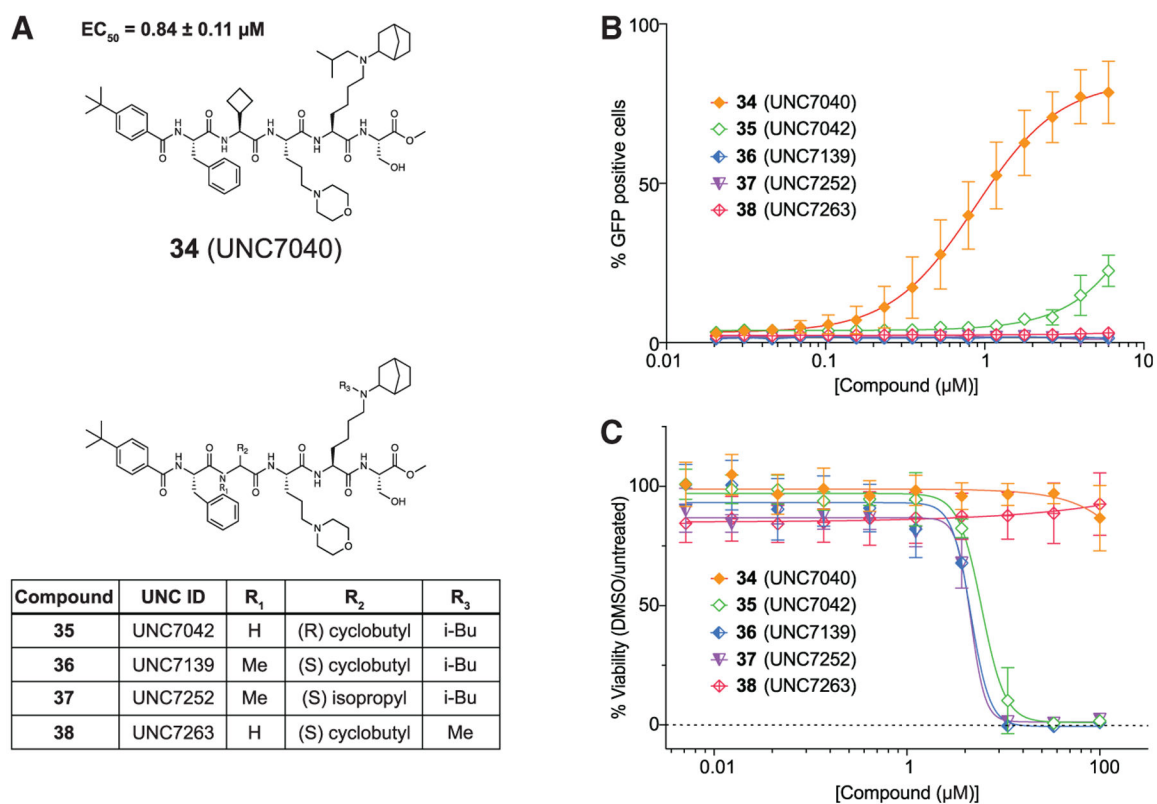 A
EC50 = 0.84 ± 0.11 µM
O
H
N
O
N
H
O
H
N
O
N
H
O
H
N
O
O
OH
N
N
O
34 (UNC7040)
R3
N
O
H
N
O
N
R1
R2
O
H
N
O
N
H
O
H
N
O
O
OH
N
O
Compound UNC ID R1 R2 R3
35 UNC7042 H (R) cyclobutyl i-Bu
36 UNC7139 Me (S) cyclobutyl i-Bu
37 UNC7252 Me (S) isopropyl i-Bu
38 UNC7263 H (S) cyclobutyl Me
B
% GFP positive cells
100
50
0
34 (UNC7040)
35 (UNC7042)
36 (UNC7139)
37 (UNC7252)
38 (UNC7263)
0.01 0.1 1 10
[Compound (µM)]
C
% Viability (DMSO/untreated)
100
50
0
34 (UNC7040)
35 (UNC7042)
36 (UNC7139)
37 (UNC7252)
38 (UNC7263)
0.01 1 100
[Compound (µM)]